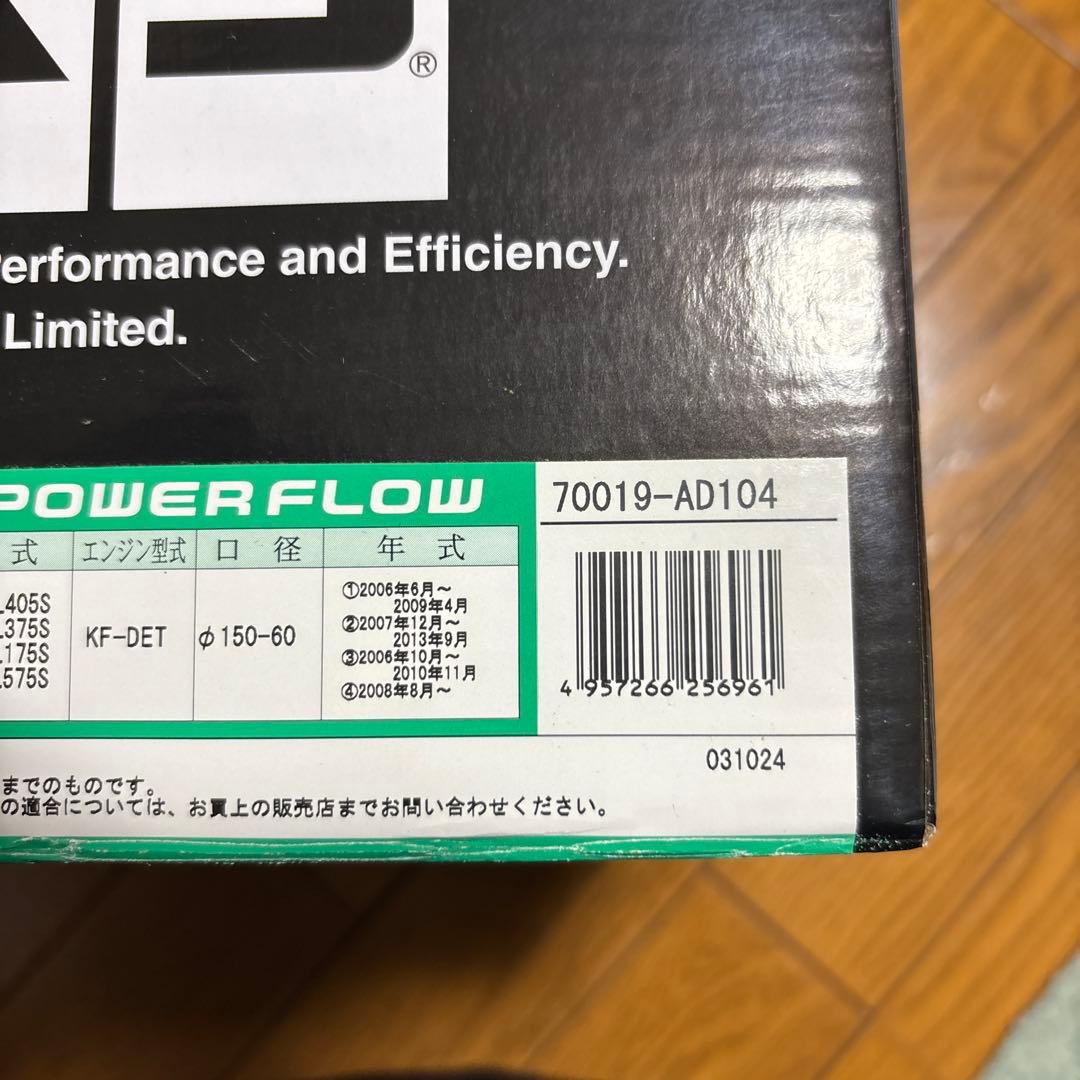 ®
Performance and Efficiency.
Limited.
POWER FLOW
70019-AD104
式 エンジン型式 口 径 年 式
L405S
L375S
L175S
L575S
KF-DET
φ150-60
①2006年6月～
2009年4月
②2007年12月～
2013年9月
③2006年10月～
2010年11月
④2008年8月～
4 957266 256961
031024
までのものです。
の適合については、お買上の販売店までお問い合わせください。